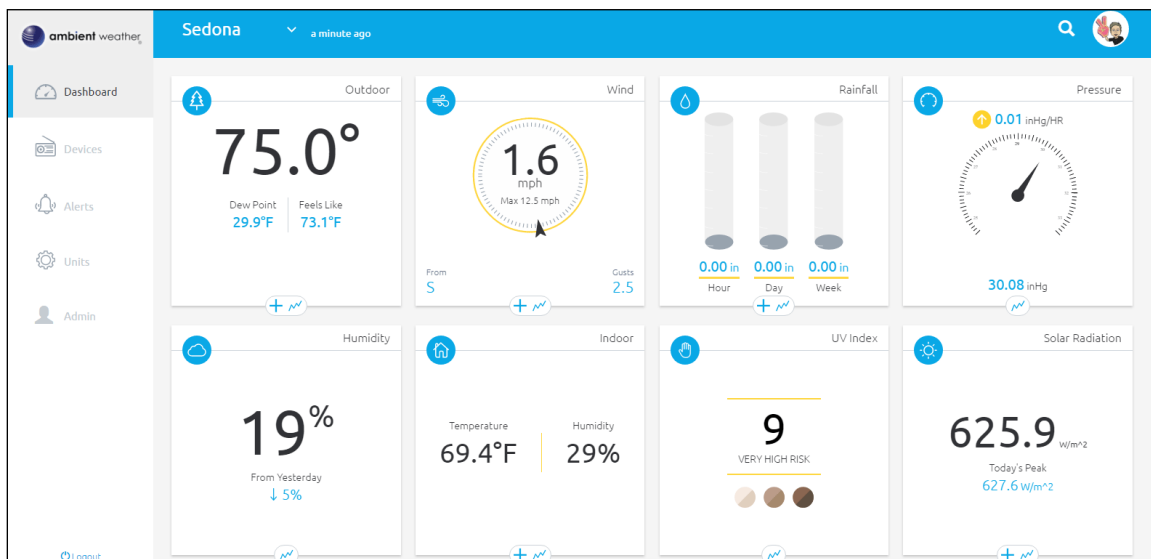 ambient weather
Sedona
a minute ago
Dashboard
Devices
Alerts
Units
Admin
Logout
Outdoor
75.0°
Dew Point
29.9°F
Feels Like
73.1°F
Wind
1.6
mph
Max 12.5 mph
From
S
Gusts
2.5
Rainfall
0.00 in
0.00 in
0.00 in
Hour
Day
Week
Pressure
0.01 inHg/HR
30.08 inHg
Humidity
19%
From Yesterday
↓ 5%
Indoor
Temperature
69.4°F
Humidity
29%
UV Index
9
VERY HIGH RISK
Solar Radiation
625.9 W/m^2
Today's Peak
627.6 W/m^2